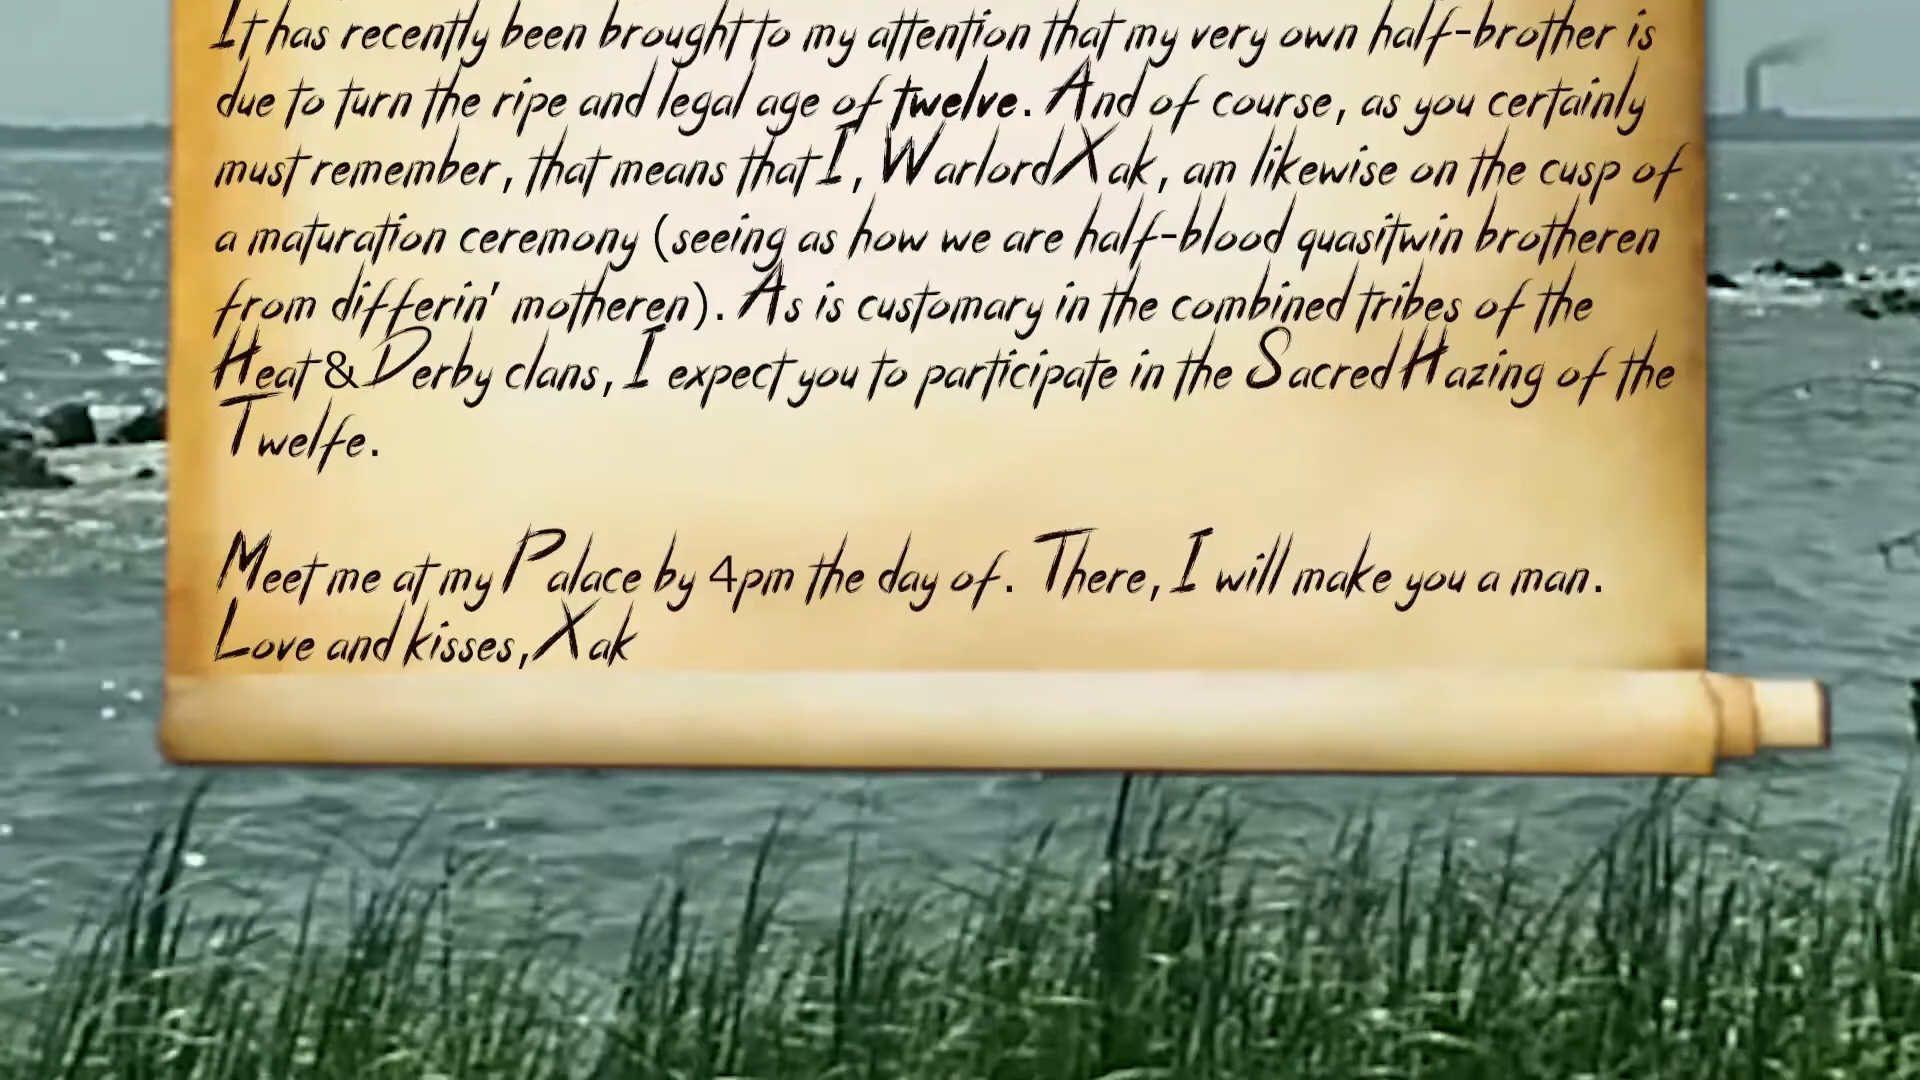 It has recently been brought to my attention that my very own half-brother is
due to turn the ripe and legal age of twelve. And of course, as you certainly
must remember, that means that I, Warlord Xak, am likewise on the cusp of
a maturation ceremony (seeing as how we are half-blood quasitwin brotheren
from differin' motheren). As is customary in the combined tribes of the
Heat & Derby clans, I expect you to participate in the Sacred Hazing of the
Twelfe.
Meet me at my Palace by 4pm the day of. There, I will make you a man.
Love and kisses, Xak